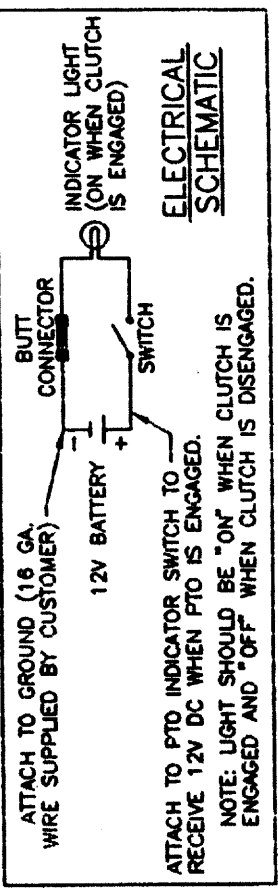 ATTACH TO GROUND (16 GA.
WIRE SUPPLIED BY CUSTOMER)
BUTT
CONNECTOR
INDICATOR LIGHT
(ON WHEN CLUTCH
IS ENGAGED)
-
12V BATTERY
+
SWITCH
ATTACH TO PTO INDICATOR SWITCH TO
RECEIVE 12V DC WHEN PTO IS ENGAGED.
ELECTRICAL
SCHEMATIC
NOTE: LIGHT SHOULD BE "ON" WHEN CLUTCH IS
ENGAGED AND "OFF" WHEN CLUTCH IS DISENGAGED.